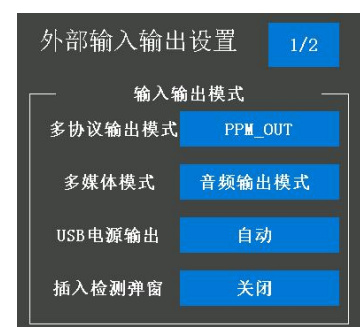 外部输入输出设置 1/2
输入输出模式
多协议输出模式 PPM_OUT
多媒体模式 音频输出模式
USB电源输出 自动
插入检测弹窗 关闭